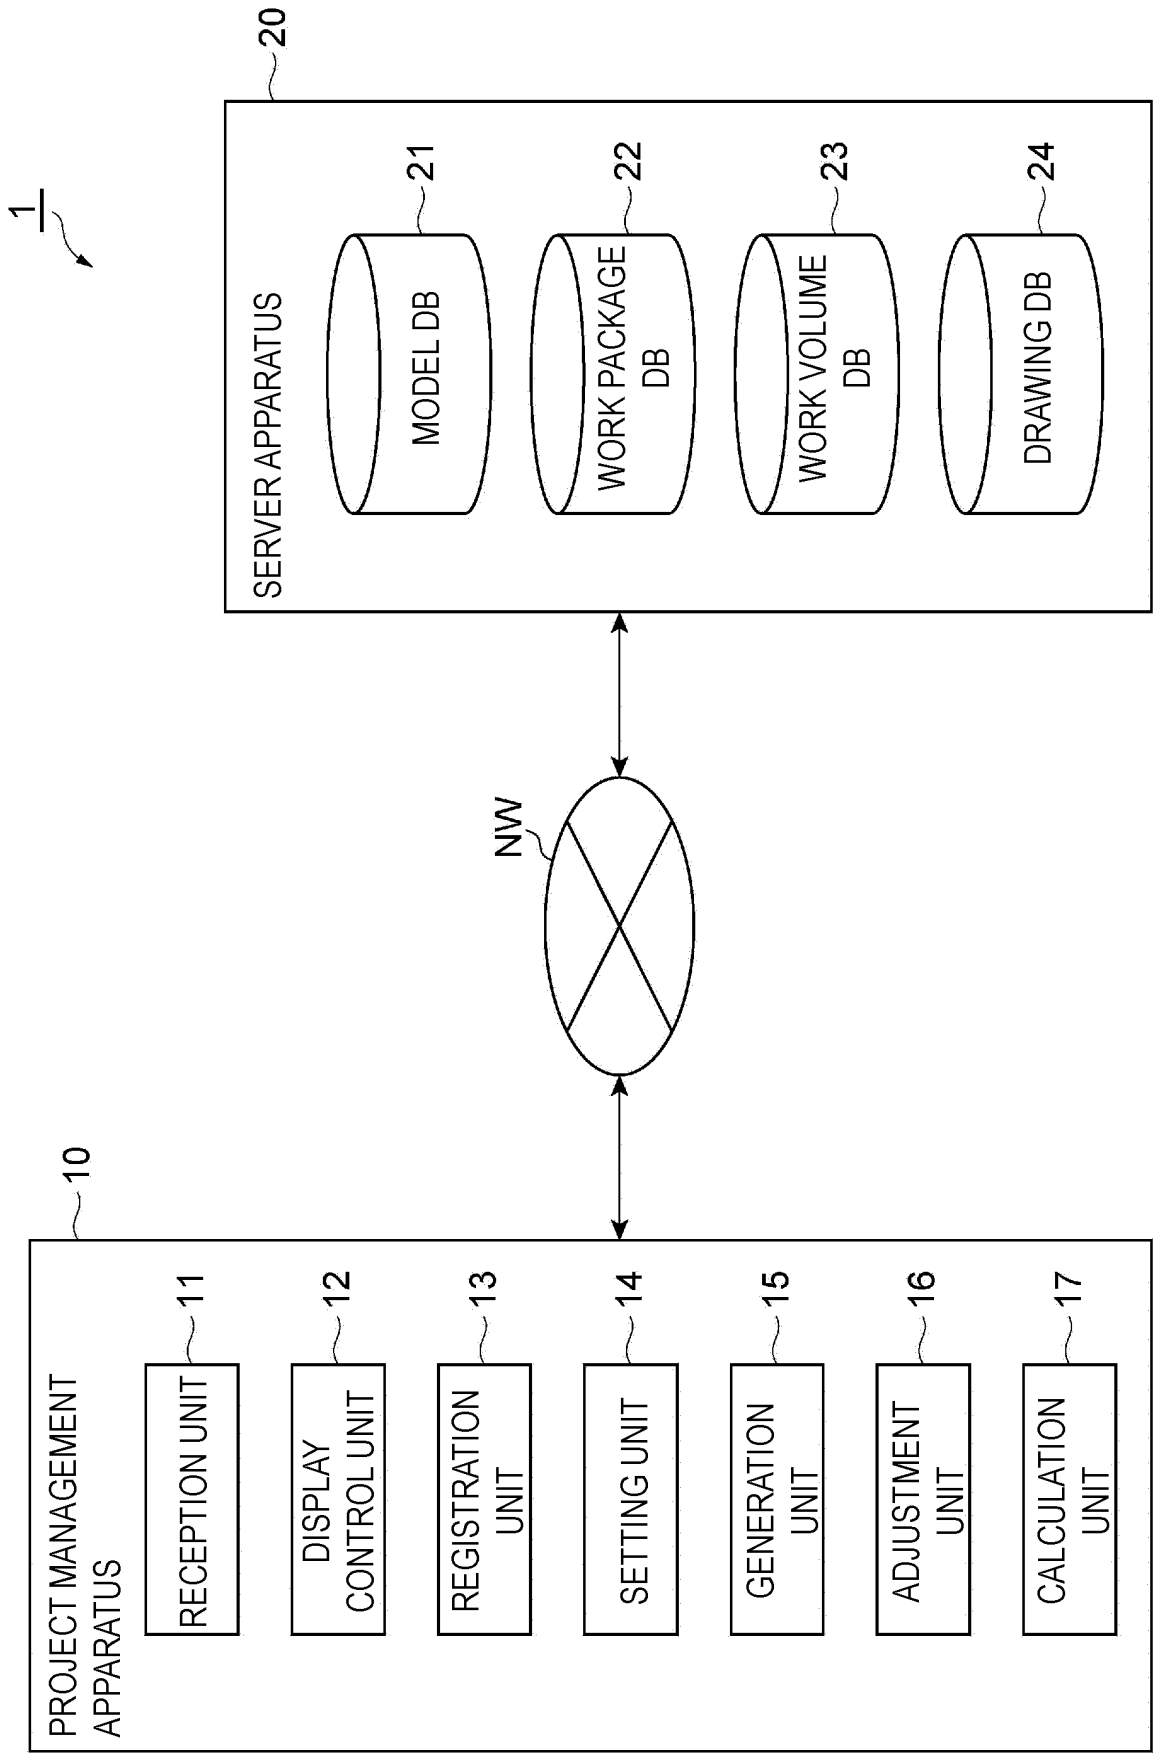 1
10
PROJECT MANAGEMENT
APPARATUS
11
RECEPTION UNIT
12
DISPLAY
CONTROL UNIT
13
REGISTRATION
UNIT
14
SETTING UNIT
15
GENERATION
UNIT
16
ADJUSTMENT
UNIT
17
CALCULATION
UNIT
NW
20
SERVER APPARATUS
21
MODEL DB
22
WORK PACKAGE
DB
23
WORK VOLUME
DB
24
DRAWING DB